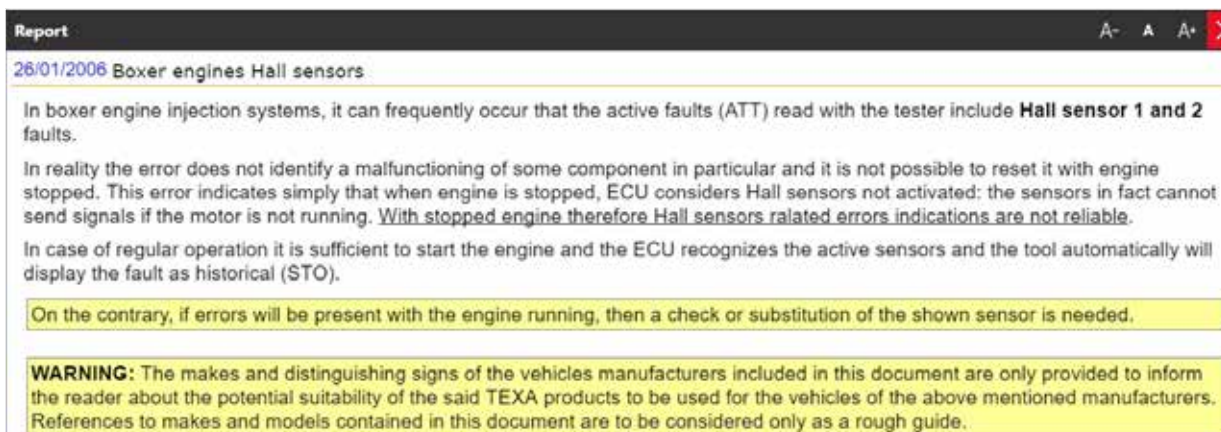 Report A- A A+
26/01/2006 Boxer engines Hall sensors
In boxer engine injection systems, it can frequently occur that the active faults (ATT) read with the tester include Hall sensor 1 and 2
faults.
In reality the error does not identify a malfunctioning of some component in particular and it is not possible to reset it with engine
stopped. This error indicates simply that when engine is stopped, ECU considers Hall sensors not activated: the sensors in fact cannot
send signals if the motor is not running. With stopped engine therefore Hall sensors ralated errors indications are not reliable.
In case of regular operation it is sufficient to start the engine and the ECU recognizes the active sensors and the tool automatically will
display the fault as historical (STO).
On the contrary, if errors will be present with the engine running, then a check or substitution of the shown sensor is needed.
WARNING: The makes and distinguishing signs of the vehicles manufacturers included in this document are only provided to inform
the reader about the potential suitability of the said TEXA products to be used for the vehicles of the above mentioned manufacturers.
References to makes and models contained in this document are to be considered only as a rough guide.